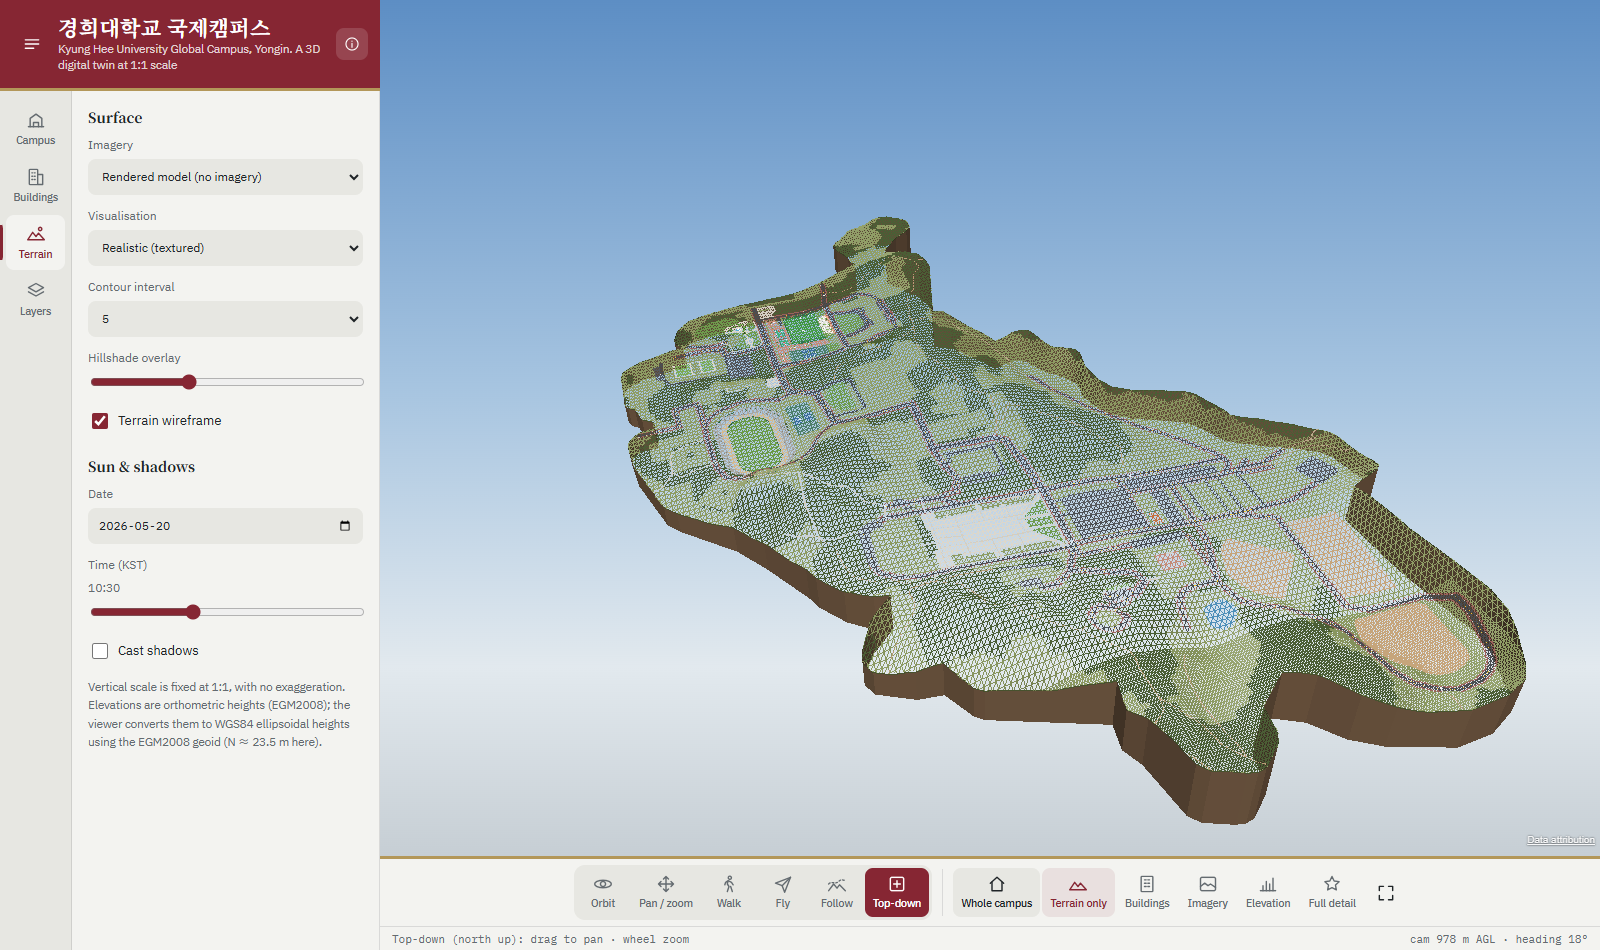 경희대학교 국제캠퍼스
Kyung Hee University Global Campus, Yongin. A 3D
digital twin at 1:1 scale
Campus
Buildings
Terrain
Layers
Surface
Imagery
Rendered model (no imagery)
Visualisation
Realistic (textured)
Contour interval
5
Hillshade overlay
Terrain wireframe
Sun & shadows
Date
2026-05-20
Time (KST)
10:30
Cast shadows
Vertical scale is fixed at 1:1, with no exaggeration.
Elevations are orthometric heights (EGM2008); the
viewer converts them to WGS84 ellipsoidal heights
using the EGM2008 geoid (N ≈ 23.5 m here).
Data attribution
Orbit
Pan / zoom
Walk
Fly
Follow
Top-down
Whole campus
Terrain only
Buildings
Imagery
Elevation
Full detail
Top-down (north up): drag to pan · wheel zoom
cam 978 m AGL · heading 18°